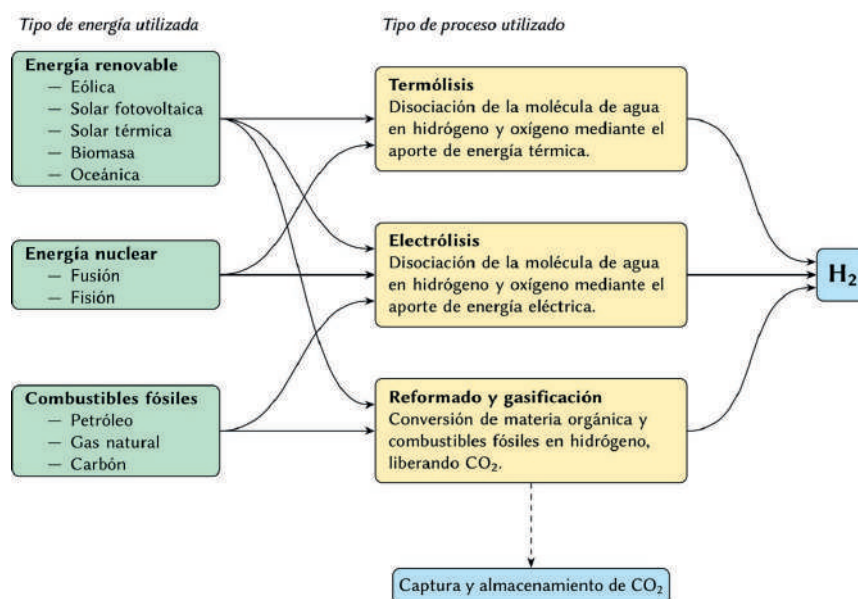 Tipo de energía utilizada
Tipo de proceso utilizado
Energía renovable
— Eólica
— Solar fotovoltaica
— Solar térmica
— Biomasa
— Oceánica
Energía nuclear
— Fusión
— Fisión
Combustibles fósiles
— Petróleo
— Gas natural
— Carbón
Termólisis
Disociación de la molécula de agua
en hidrógeno y oxígeno mediante el
aporte de energía térmica.
Electrólisis
Disociación de la molécula de agua
en hidrógeno y oxígeno mediante el
aporte de energía eléctrica.
Reformado y gasificación
Conversión de materia orgánica y
combustibles fósiles en hidrógeno,
liberando CO₂.
H₂
Captura y almacenamiento de CO₂